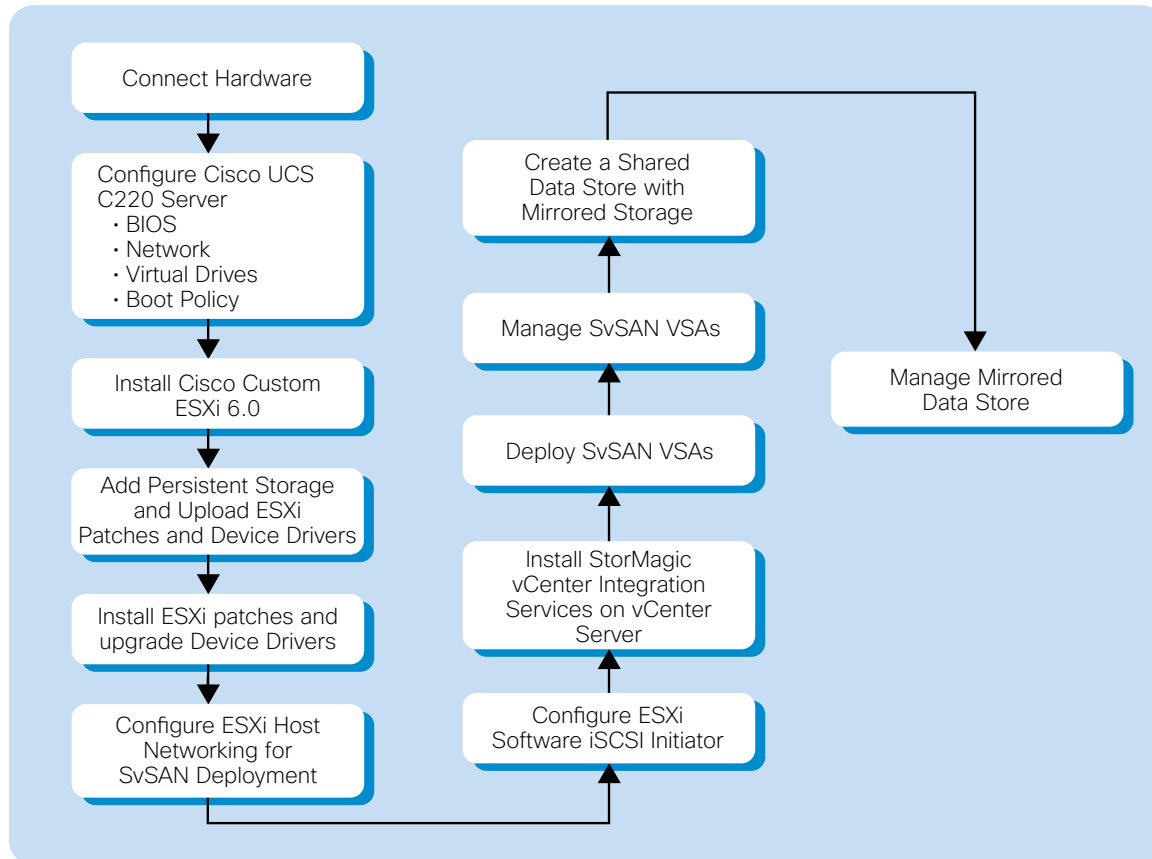 Connect Hardware
Configure Cisco UCS
C220 Server
· BIOS
· Network
· Virtual Drives
· Boot Policy
Install Cisco Custom
ESXi 6.0
Add Persistent Storage
and Upload ESXi
Patches and Device Drivers
Install ESXi patches and
upgrade Device Drivers
Configure ESXi Host
Networking for
SvSAN Deployment
Configure ESXi
Software iSCSI Initiator
Install StorMagic
vCenter Integration
Services on vCenter
Server
Deploy SvSAN VSAs
Manage SvSAN VSAs
Create a Shared
Data Store with
Mirrored Storage
Manage Mirrored
Data Store